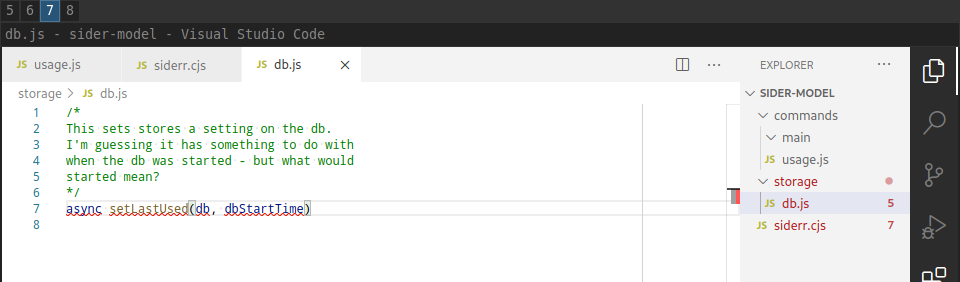 5 6 7 8
db.js - sider-model - Visual Studio Code
JS usage.js JS siderr.cjs JS db.js × ···
EXPLORER ···
storage > JS db.js
SIDER-MODEL
commands
main
JS usage.js
storage
JS db.js 5
JS siderr.cjs 7
1 /*
2 This sets stores a setting on the db.
3 I'm guessing it has something to do with
4 when the db was started - but what would
5 started mean?
6 */
7 async setLastUsed(db, dbStartTime)
8